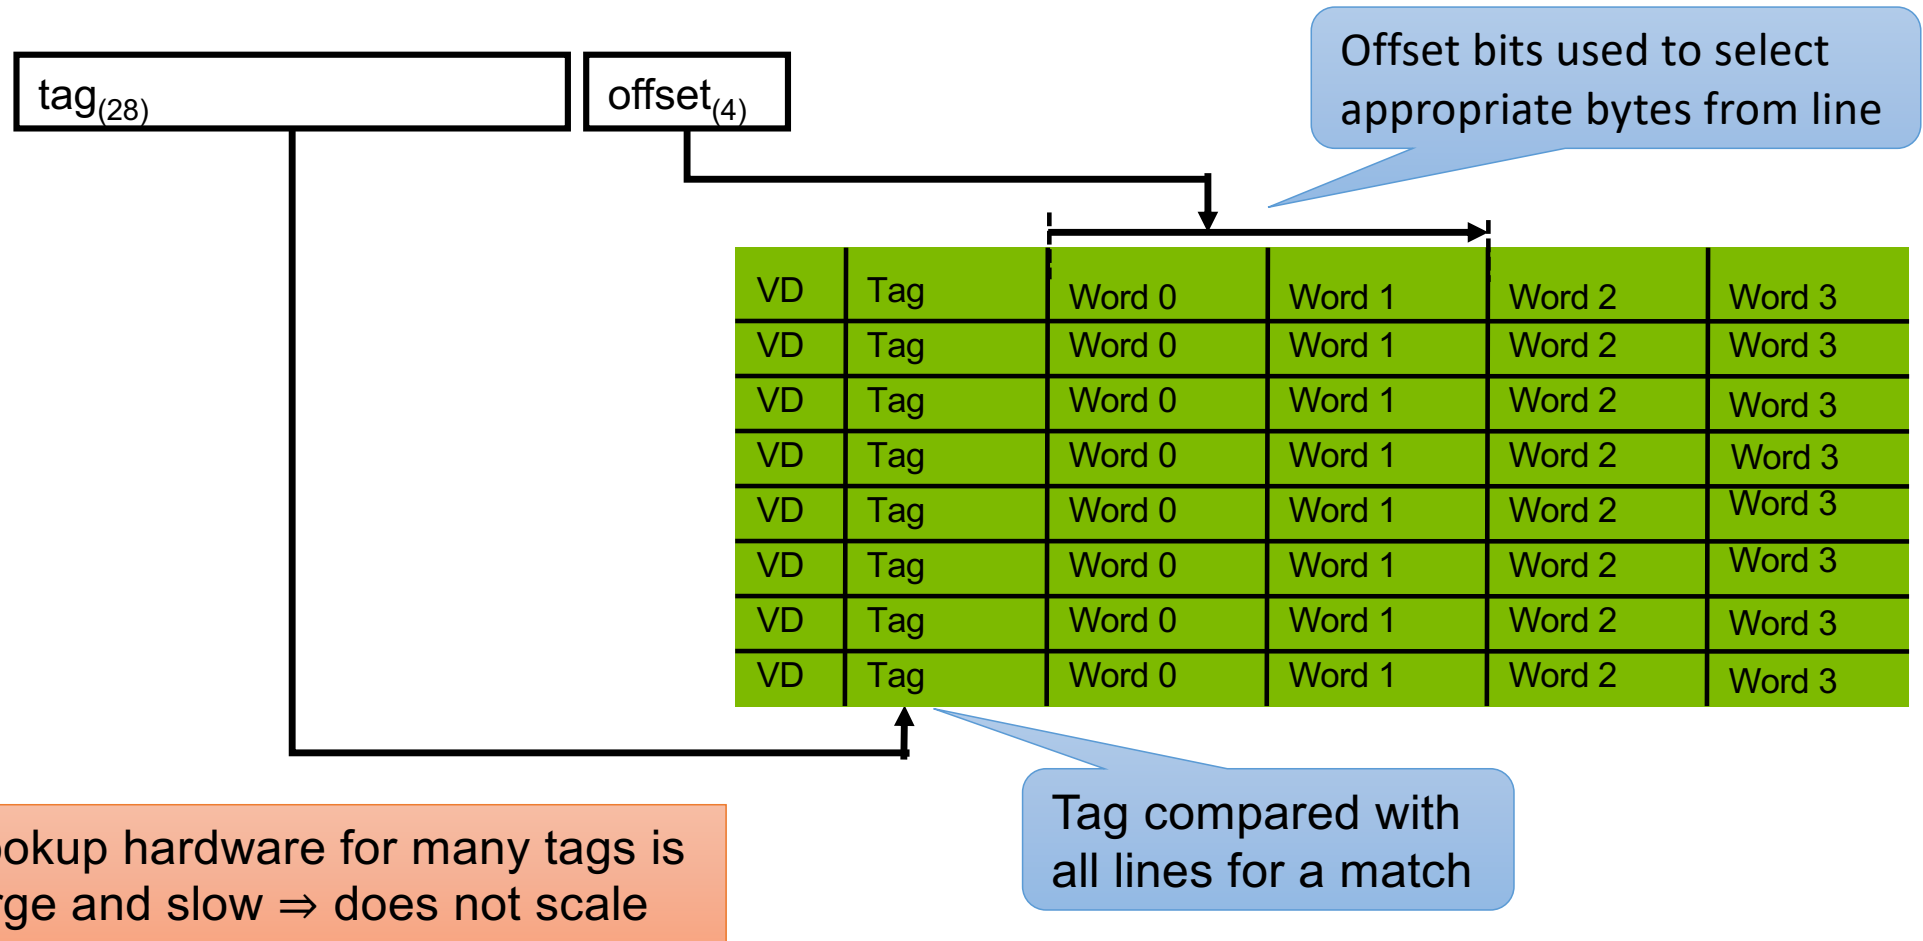 Offset bits used to select
appropriate bytes from line
tag(28)
offset(4)
VD Tag Word 0 Word 1 Word 2 Word 3
VD Tag Word 0 Word 1 Word 2 Word 3
VD Tag Word 0 Word 1 Word 2 Word 3
VD Tag Word 0 Word 1 Word 2 Word 3
VD Tag Word 0 Word 1 Word 2 Word 3
VD Tag Word 0 Word 1 Word 2 Word 3
VD Tag Word 0 Word 1 Word 2 Word 3
VD Tag Word 0 Word 1 Word 2 Word 3
Tag compared with
all lines for a match
ookup hardware for many tags is
rge and slow ⇒ does not scale